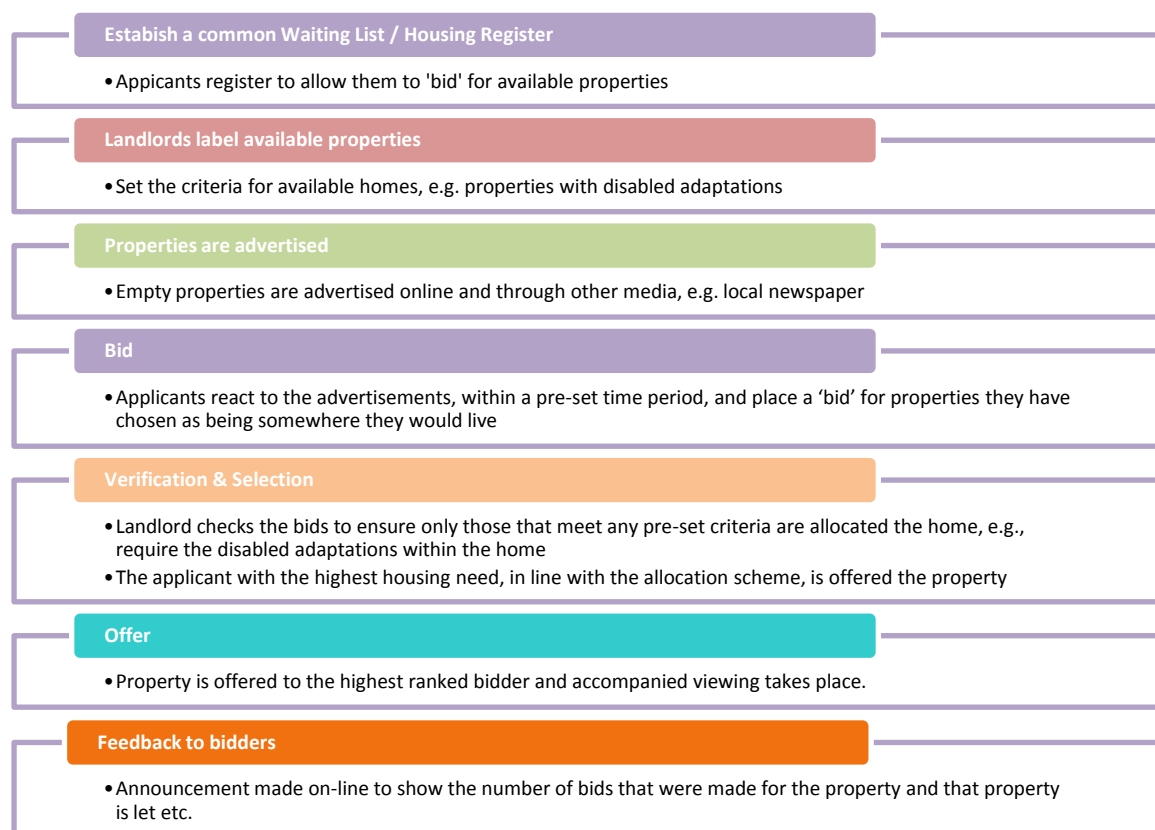 Estabish a common Waiting List / Housing Register
•Appicants register to allow them to 'bid' for available properties
Landlords label available properties
•Set the criteria for available homes, e.g. properties with disabled adaptations
Properties are advertised
•Empty properties are advertised online and through other media, e.g. local newspaper
Bid
•Applicants react to the advertisements, within a pre-set time period, and place a ‘bid’ for properties they have
chosen as being somewhere they would live
Verification & Selection
•Landlord checks the bids to ensure only those that meet any pre-set criteria are allocated the home, e.g.,
require the disabled adaptations within the home
•The applicant with the highest housing need, in line with the allocation scheme, is offered the property
Offer
•Property is offered to the highest ranked bidder and accompanied viewing takes place.
Feedback to bidders
•Announcement made on-line to show the number of bids that were made for the property and that property
is let etc.